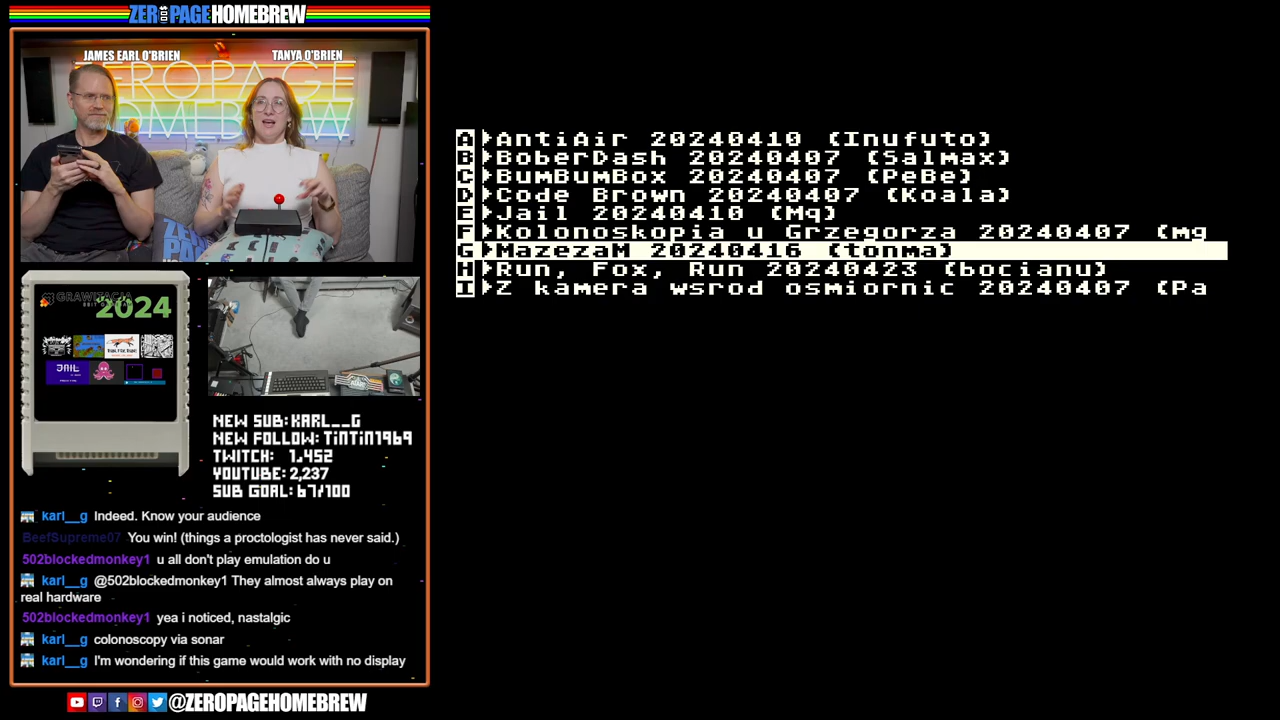 ZEROPAGE HOMEBREW
JAMES EARL O'BRIEN
TANYA O'BRIEN
ZEROPAGE
HOMEBREW
GRAWITACJA
2024
JAIL
NEW SUB: KARL__G
NEW FOLLOW: TINTIN1969
TWITCH: 1,452
YOUTUBE: 2,237
SUB GOAL: 67/100
karl__g Indeed. Know your audience
BeefSupreme07 You win! (things a proctologist has never said.)
502blockedmonkey1 u all don't play emulation do u
karl__g @502blockedmonkey1 They almost always play on
real hardware
502blockedmonkey1 yea i noticed, nastalgic
karl__g colonoscopy via sonar
karl__g I'm wondering if this game would work with no display
@ZEROPAGEHOMEBREW
A AntiAir 20240410 (Inufuto)
B BoberDash 20240407 (Salmax)
C BumBumBox 20240407 (PeBe)
D Code Brown 20240407 (Koala)
E Jail 20240410 (Mq)
F Kolonoskopia u Grzegorza 20240407 (mg
G MazezaM 20240416 (tonma)
H Run, Fox, Run 20240423 (bocianu)
I Z kamera wsrod osmiornic 20240407 (Pa